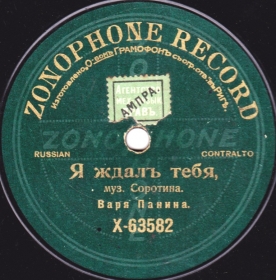 ZONOPHONE RECORD
Изготовлено О-вомъ ГРАМОФОНЪ съ огр. отв. въ Ригѣ.
АМПРА.
ZONOPHONE
RUSSIAN
CONTRALTO
Я ждалъ тебя,
муз. Соротина.
Варя Панина.
X-63582